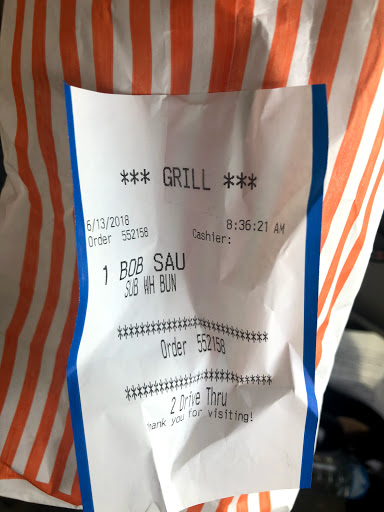 *** GRILL ***
6/13/2018 8:36:21 AM
Order 552158 Cashier:
1 BOB SAU
SUB WH BUN
Order 552158
2 Drive Thru
hank you for visiting!